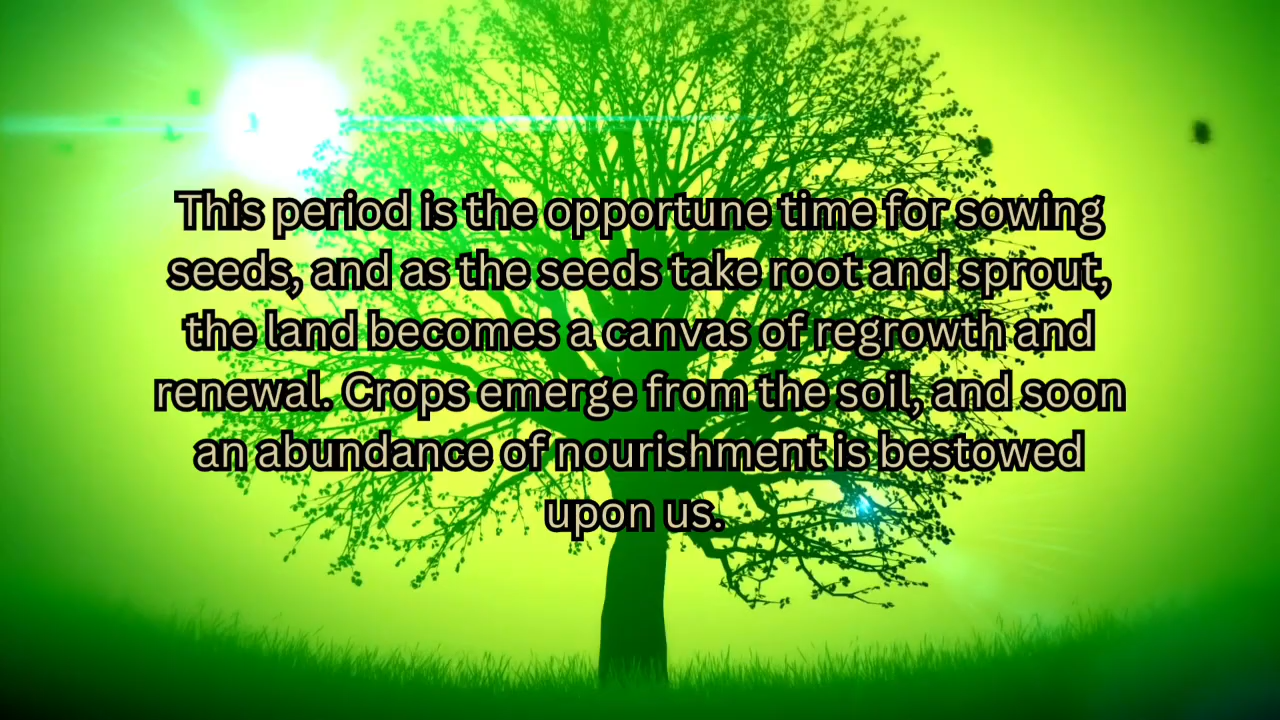 This period is the opportune time for sowing
seeds, and as the seeds take root and sprout,
the land becomes a canvas of regrowth and
renewal. Crops emerge from the soil, and soon
an abundance of nourishment is bestowed
upon us.